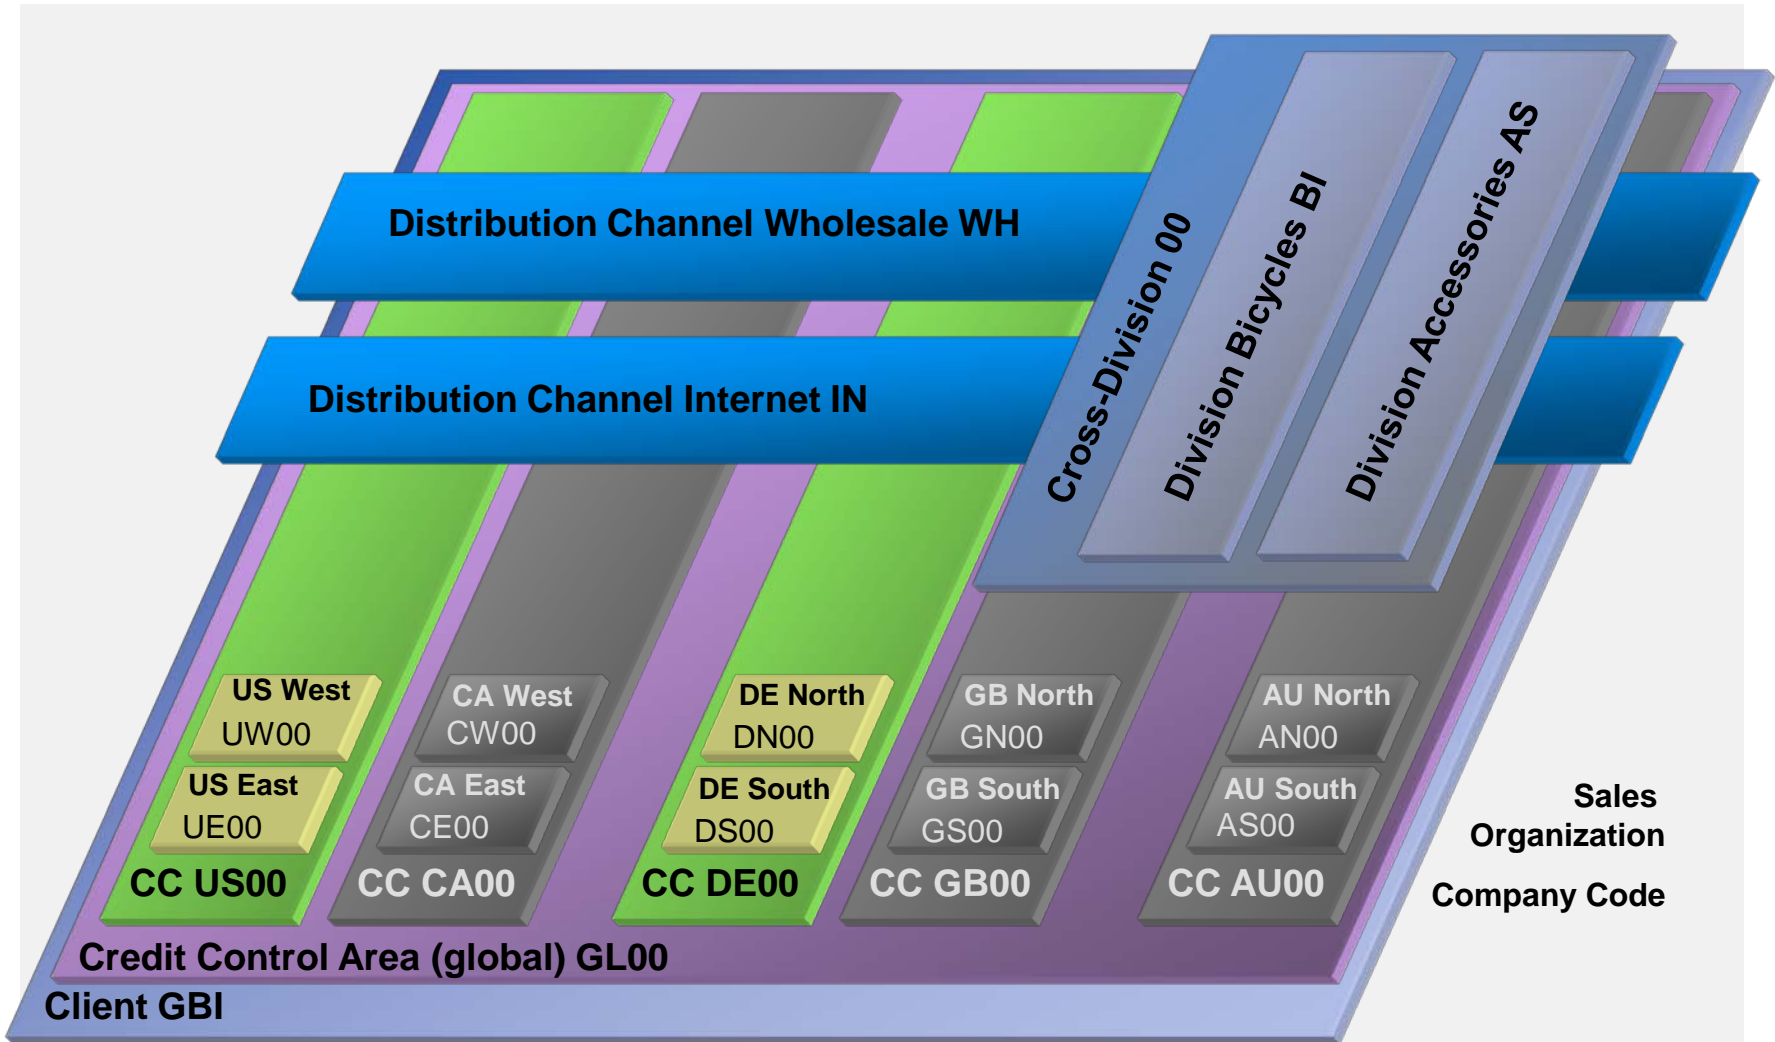 Distribution Channel Wholesale WH
Distribution Channel Internet IN
Cross-Division 00
Division Bicycles BI
Division Accessories AS
US West
UW00
CA West
CW00
DE North
DN00
GB North
GN00
AU North
AN00
US East
UE00
CA East
CE00
DE South
DS00
GB South
GS00
AU South
AS00
Sales
Organization
CC US00
CC CA00
CC DE00
CC GB00
CC AU00
Company Code
Credit Control Area (global) GL00
Client GBI